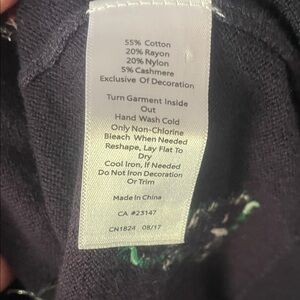 55% Cotton
20% Rayon
20% Nylon
5% Cashmere
Exclusive Of Decoration
Turn Garment Inside
Out
Hand Wash Cold
Only Non-Chlorine
Bleach When Needed
Reshape, Lay Flat To
Dry
Cool Iron, If Needed
Do Not Iron Decoration
Or Trim
Made In China
CA #23147
CN1824 08/17